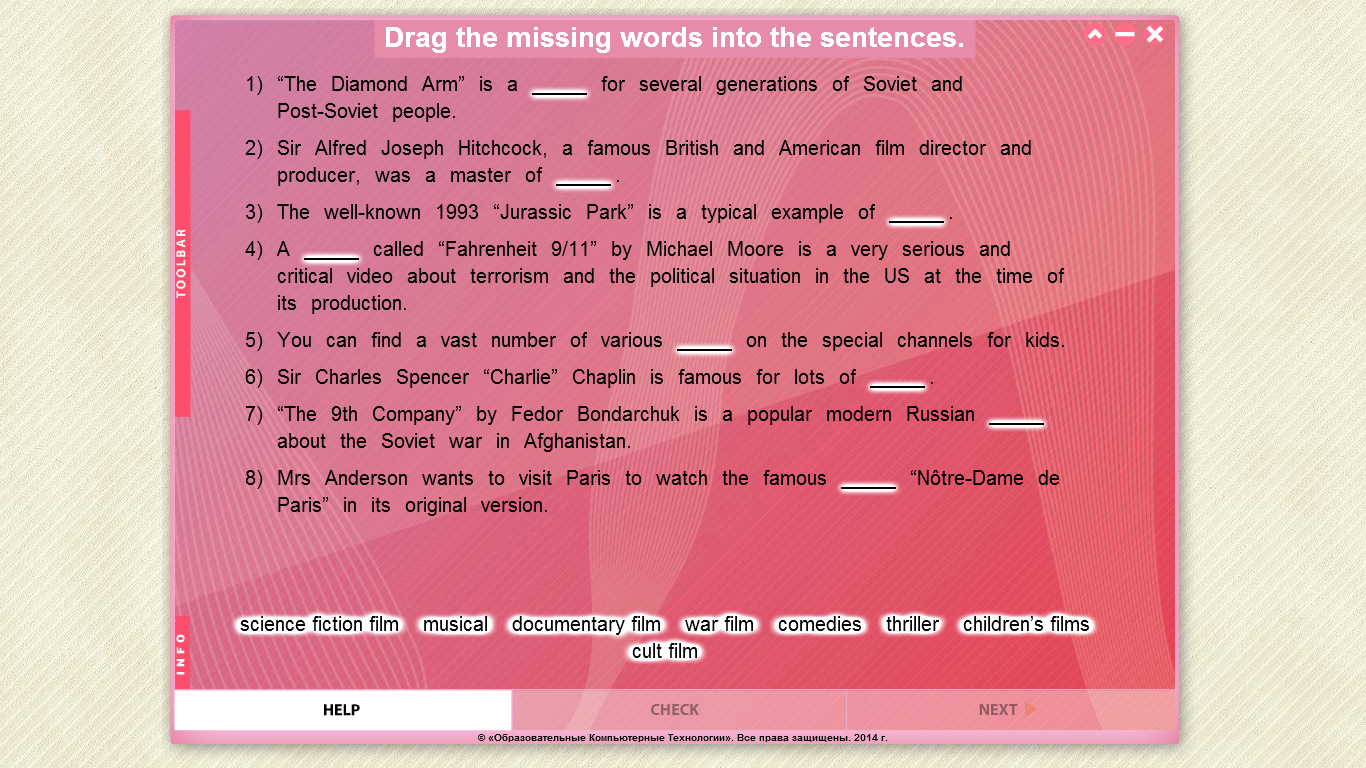 Drag the missing words into the sentences.
1) “The Diamond Arm” is a _____ for several generations of Soviet and
Post-Soviet people.
2) Sir Alfred Joseph Hitchcock, a famous British and American film director and
producer, was a master of _____.
3) The well-known 1993 “Jurassic Park” is a typical example of _____.
4) A _____ called “Fahrenheit 9/11” by Michael Moore is a very serious and
critical video about terrorism and the political situation in the US at the time of
its production.
5) You can find a vast number of various _____ on the special channels for kids.
6) Sir Charles Spencer “Charlie” Chaplin is famous for lots of _____.
7) “The 9th Company” by Fedor Bondarchuk is a popular modern Russian _____
about the Soviet war in Afghanistan.
8) Mrs Anderson wants to visit Paris to watch the famous _____ “Nôtre-Dame de
Paris” in its original version.
TOOLBAR
science fiction film musical documentary film war film comedies thriller children’s films
cult film
INFO
HELP CHECK NEXT
© «Образовательные Компьютерные Технологии». Все права защищены. 2014 г.